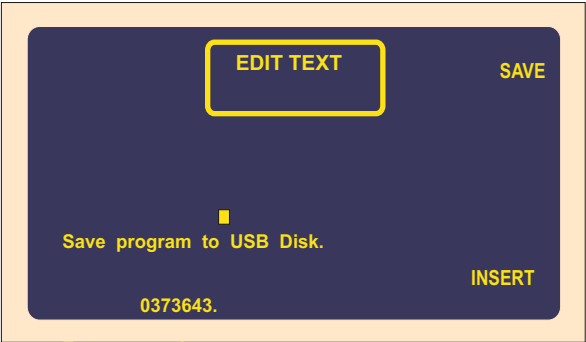 EDIT TEXT
SAVE
Save program to USB Disk.
INSERT
0373643.